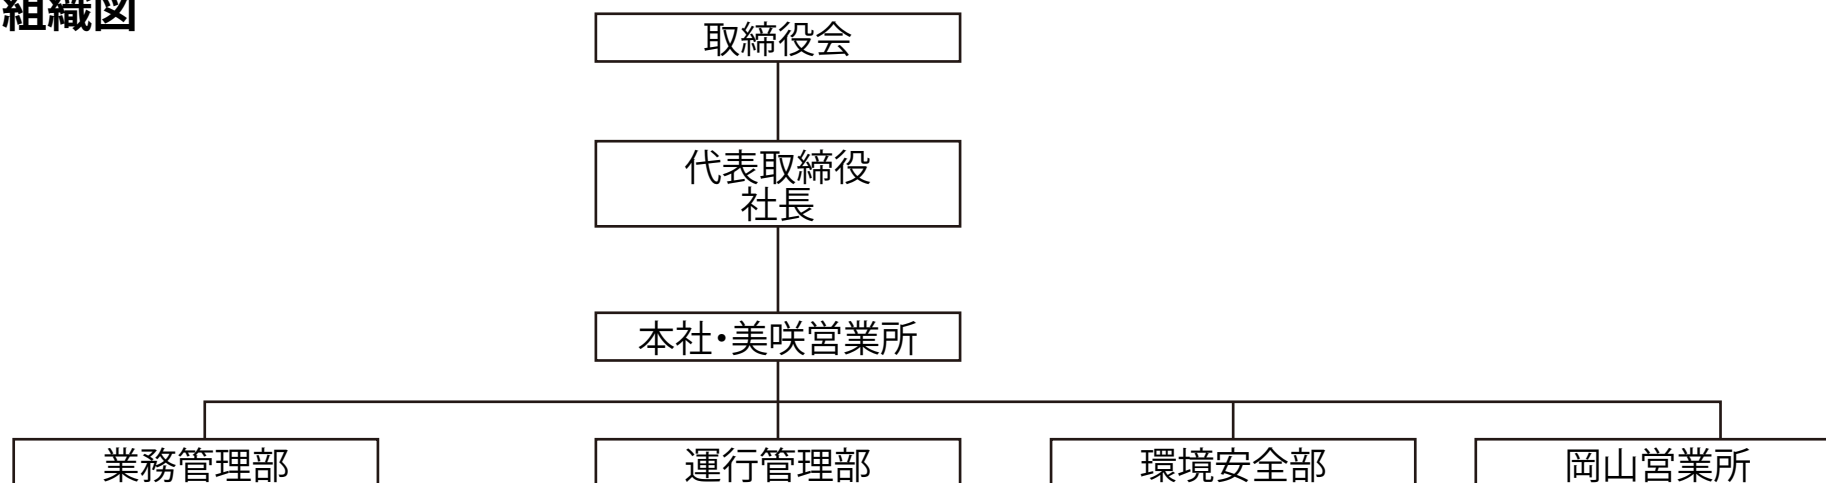 組織図
取締役会
代表取締役
社長
本社・美咲営業所
業務管理部
運行管理部
環境安全部
岡山営業所